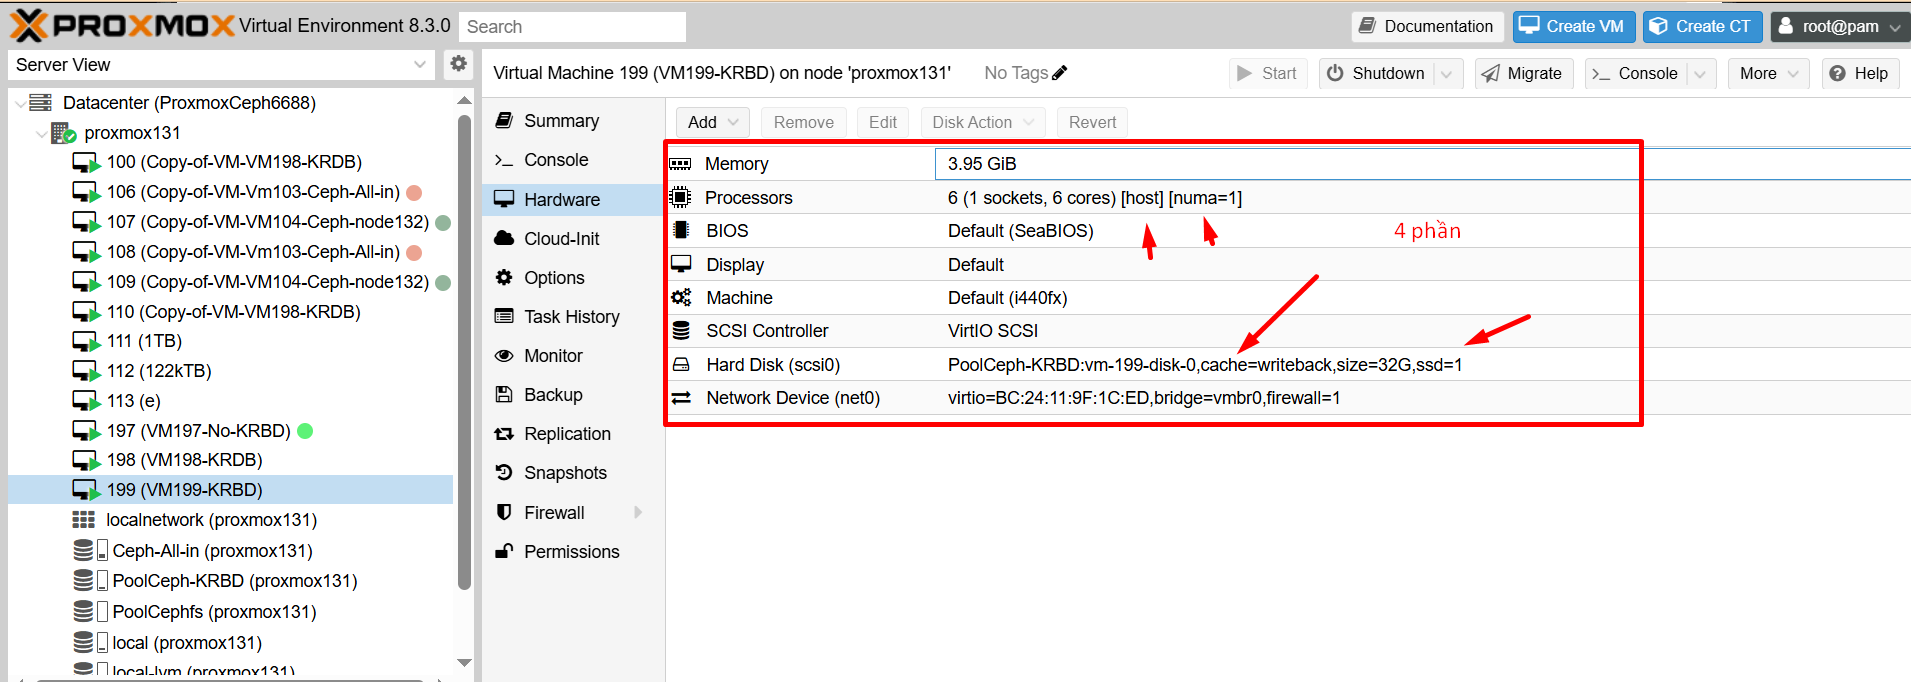 PROXMOX Virtual Environment 8.3.0 Search Documentation Create VM Create CT root@pam
Server View
Datacenter (ProxmoxCeph6688)
proxmox131
100 (Copy-of-VM-VM198-KRDB)
106 (Copy-of-VM-Vm103-Ceph-All-in)
107 (Copy-of-VM-VM104-Ceph-node132)
108 (Copy-of-VM-Vm103-Ceph-All-in)
109 (Copy-of-VM-VM104-Ceph-node132)
110 (Copy-of-VM-VM198-KRDB)
111 (1TB)
112 (122kTB)
113 (e)
197 (VM197-No-KRBD)
198 (VM198-KRDB)
199 (VM199-KRBD)
localnetwork (proxmox131)
Ceph-All-in (proxmox131)
PoolCeph-KRBD (proxmox131)
PoolCephfs (proxmox131)
local (proxmox131)
local-lvm (proxmox131)
Virtual Machine 199 (VM199-KRBD) on node 'proxmox131' No Tags Start Shutdown Migrate Console More Help
Summary
Console
Hardware
Cloud-Init
Options
Task History
Monitor
Backup
Replication
Snapshots
Firewall
Permissions
Add Remove Edit Disk Action Revert
Memory 3.95 GiB
Processors 6 (1 sockets, 6 cores) [host] [numa=1]
BIOS Default (SeaBIOS) 4 phần
Display Default
Machine Default (i440fx)
SCSI Controller VirtIO SCSI
Hard Disk (scsi0) PoolCeph-KRBD:vm-199-disk-0,cache=writeback,size=32G,ssd=1
Network Device (net0) virtio=BC:24:11:9F:1C:ED,bridge=vmbr0,firewall=1